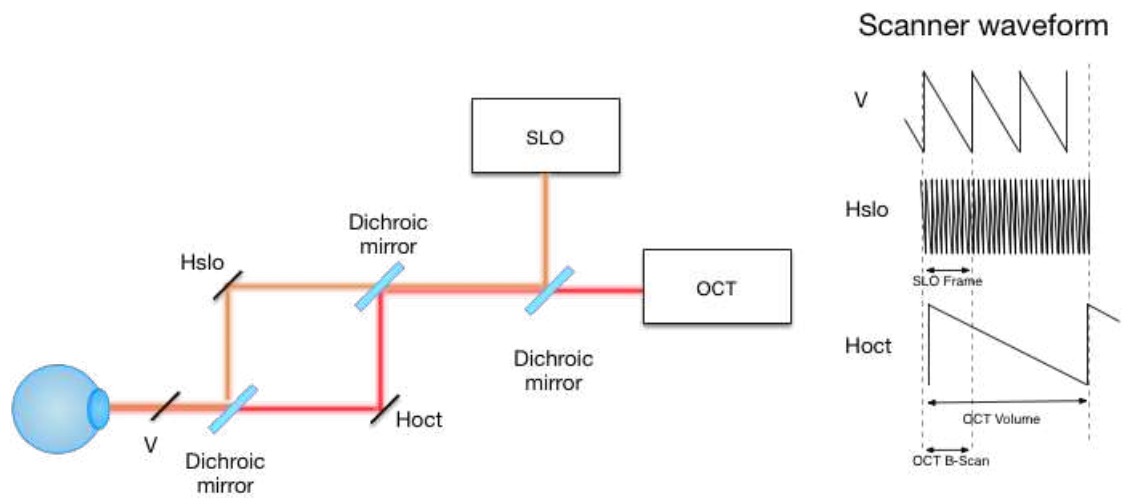 Scanner waveform
V
SLO
Hslo
Dichroic
mirror
Hslo
SLO Frame
OCT
Dichroic
mirror
Hoct
Hoct
OCT Volume
V
Dichroic
mirror
OCT B-Scan